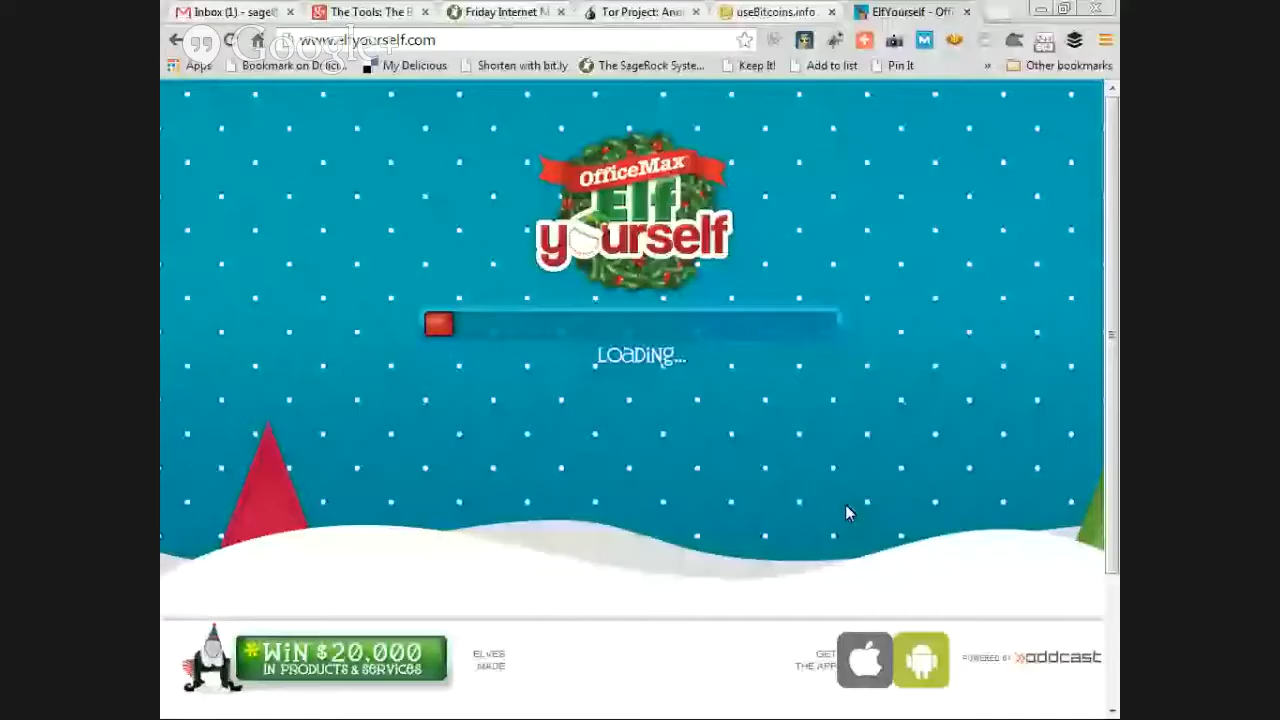 Inbox (1) - sage
The Tools: The B
Friday Internet M
Tor Project: Ano
useBitcoins.info
ElfYourself - Offi
Google+
www.elfyourself.com
Apps
Bookmark on D
My Delicious
Shorten with bit.ly
The SageRock Syste...
Keep It!
Add to list
Pin It
»
Other bookmarks
OfficeMax
Elf
yourself
LOADING...
WIN $20,000
IN PRODUCTS & SERVICES
ELVES
MADE
GET
THE APP
POWERED BY oddcast